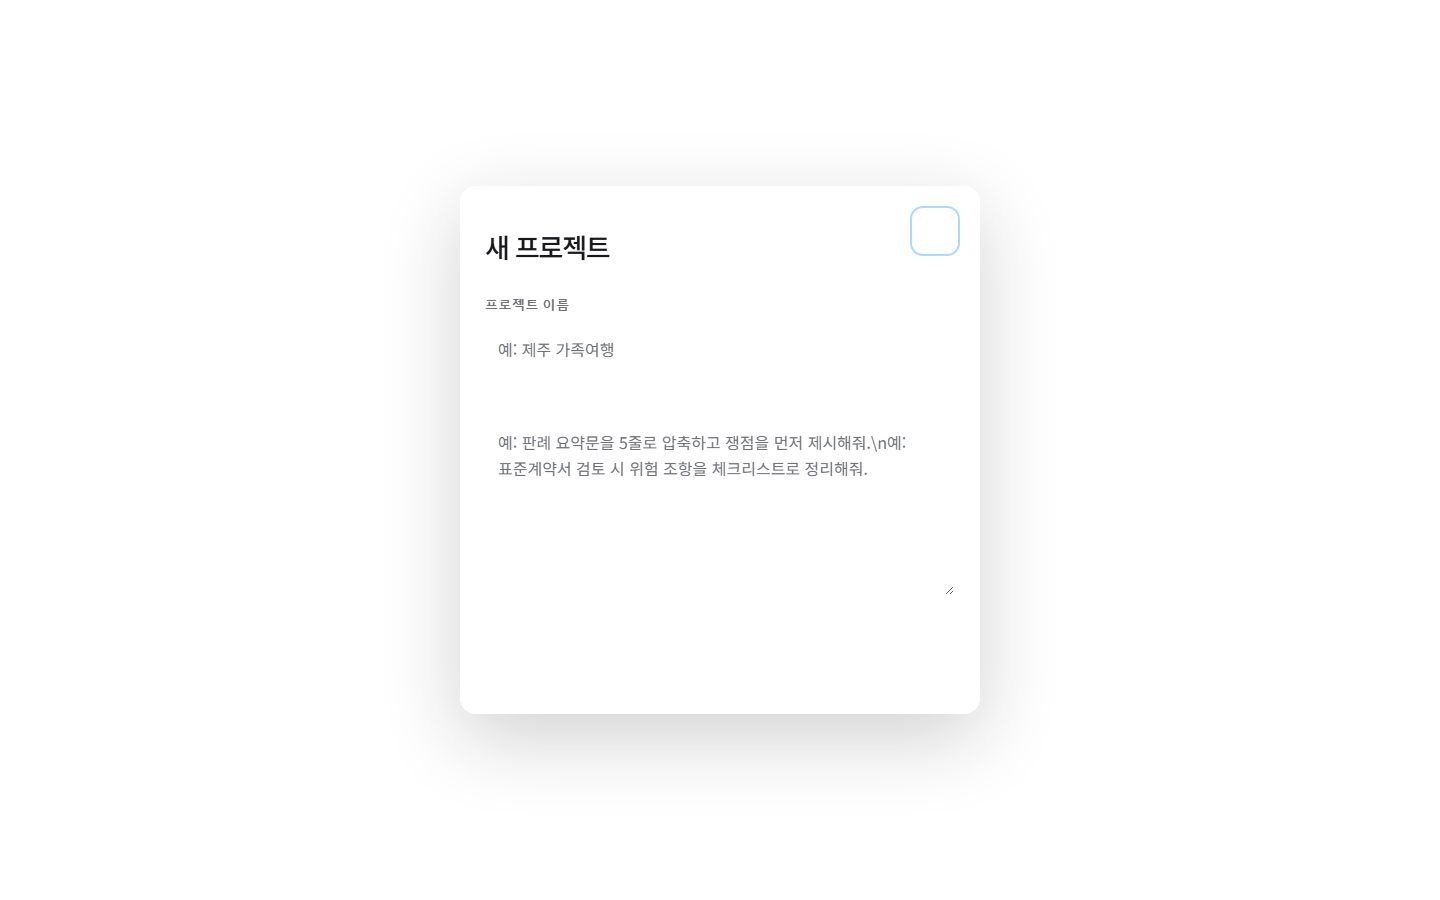 새 프로젝트
프로젝트 이름
예: 제주 가족여행
예: 판례 요약문을 5줄로 압축하고 쟁점을 먼저 제시해줘.\n예:
표준계약서 검토 시 위험 조항을 체크리스트로 정리해줘.